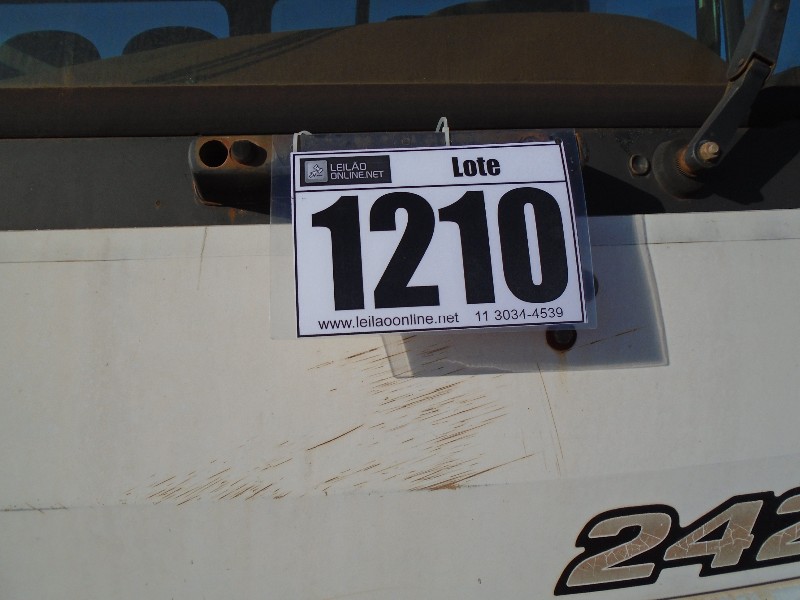 LEILÃO
ONLINE.NET
Lote
1210
www.leilaoonline.net 11 3034-4539
242